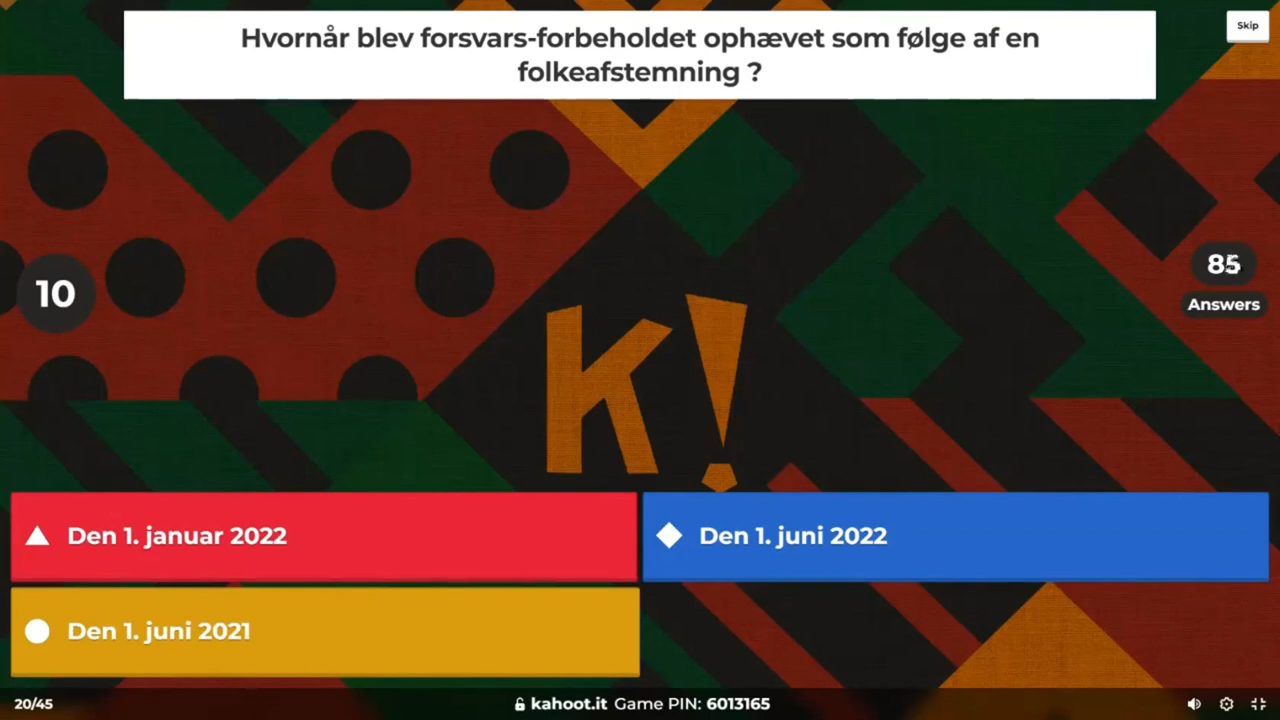 Hvornår blev forsvars-forbeholdet ophævet som følge af en
folkeafstemning ?
Skip
10
85
Answers
K!
Den 1. januar 2022
Den 1. juni 2022
Den 1. juni 2021
20/45
kahoot.it Game PIN: 6013165